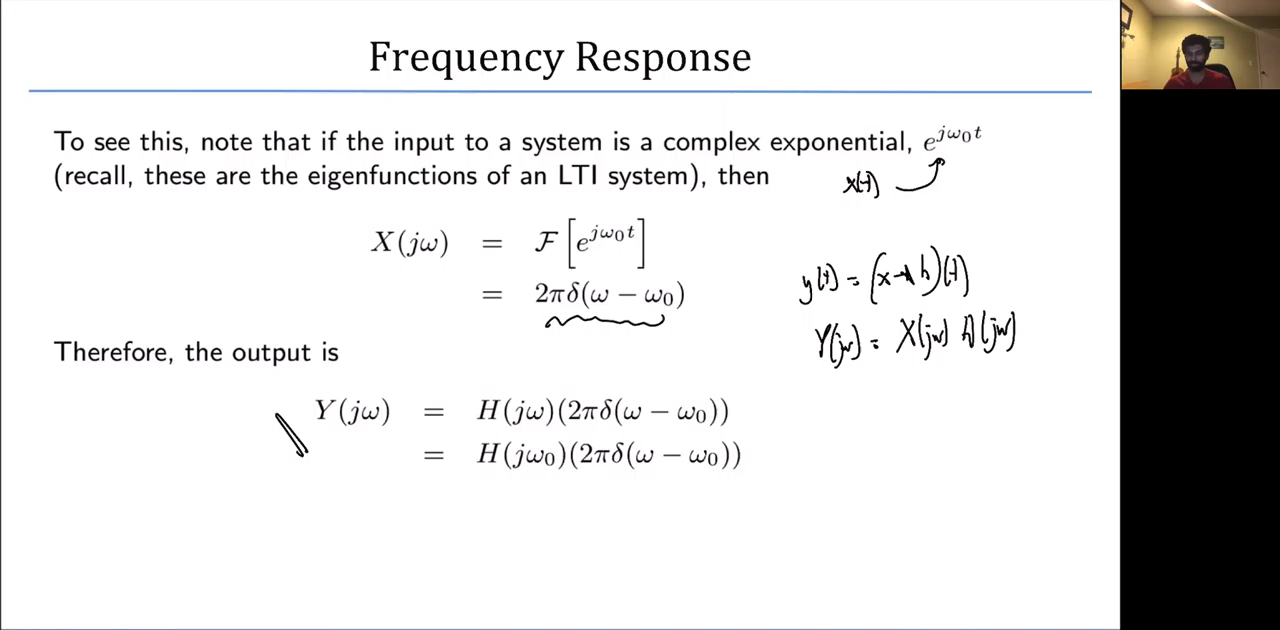 Frequency Response
To see this, note that if the input to a system is a complex exponential, e^{jω₀t}
(recall, these are the eigenfunctions of an LTI system), then
x(t)
X(jω) = F[e^{jω₀t}]
= 2πδ(ω − ω₀)
y(t) = (x * h)(t)
Y(jω) = X(jω) H(jω)
Therefore, the output is
Y(jω) = H(jω)(2πδ(ω − ω₀))
= H(jω₀)(2πδ(ω − ω₀))